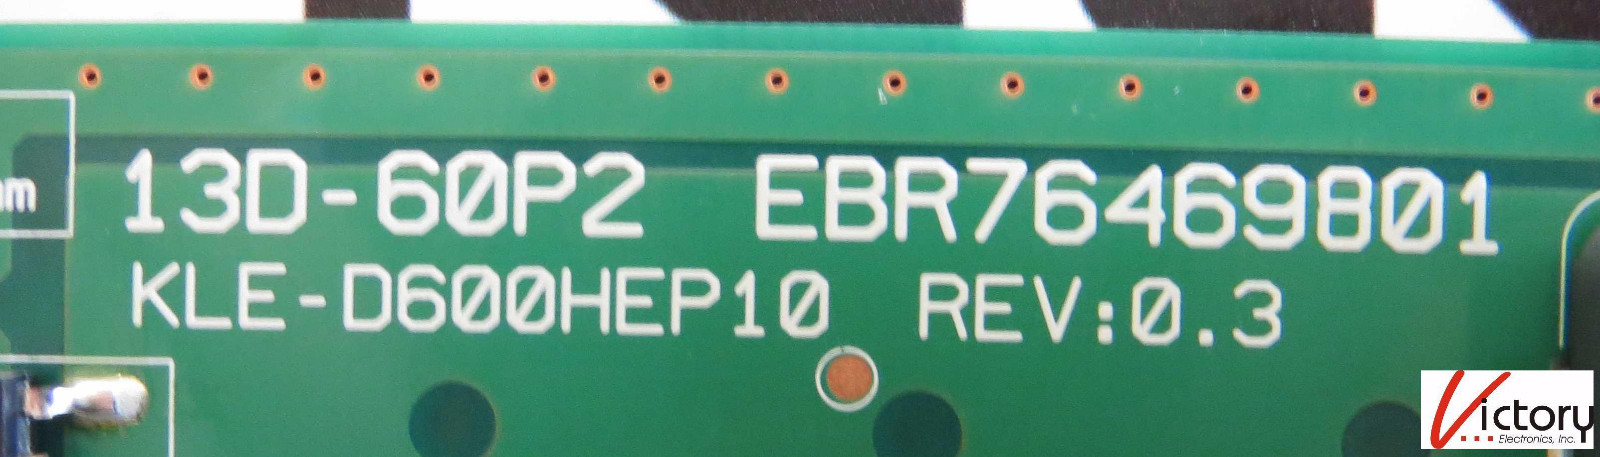 13D-60P2 EBR76469801
KLE-D600HEP10 REV:0.3
Victory
Electronics, Inc.